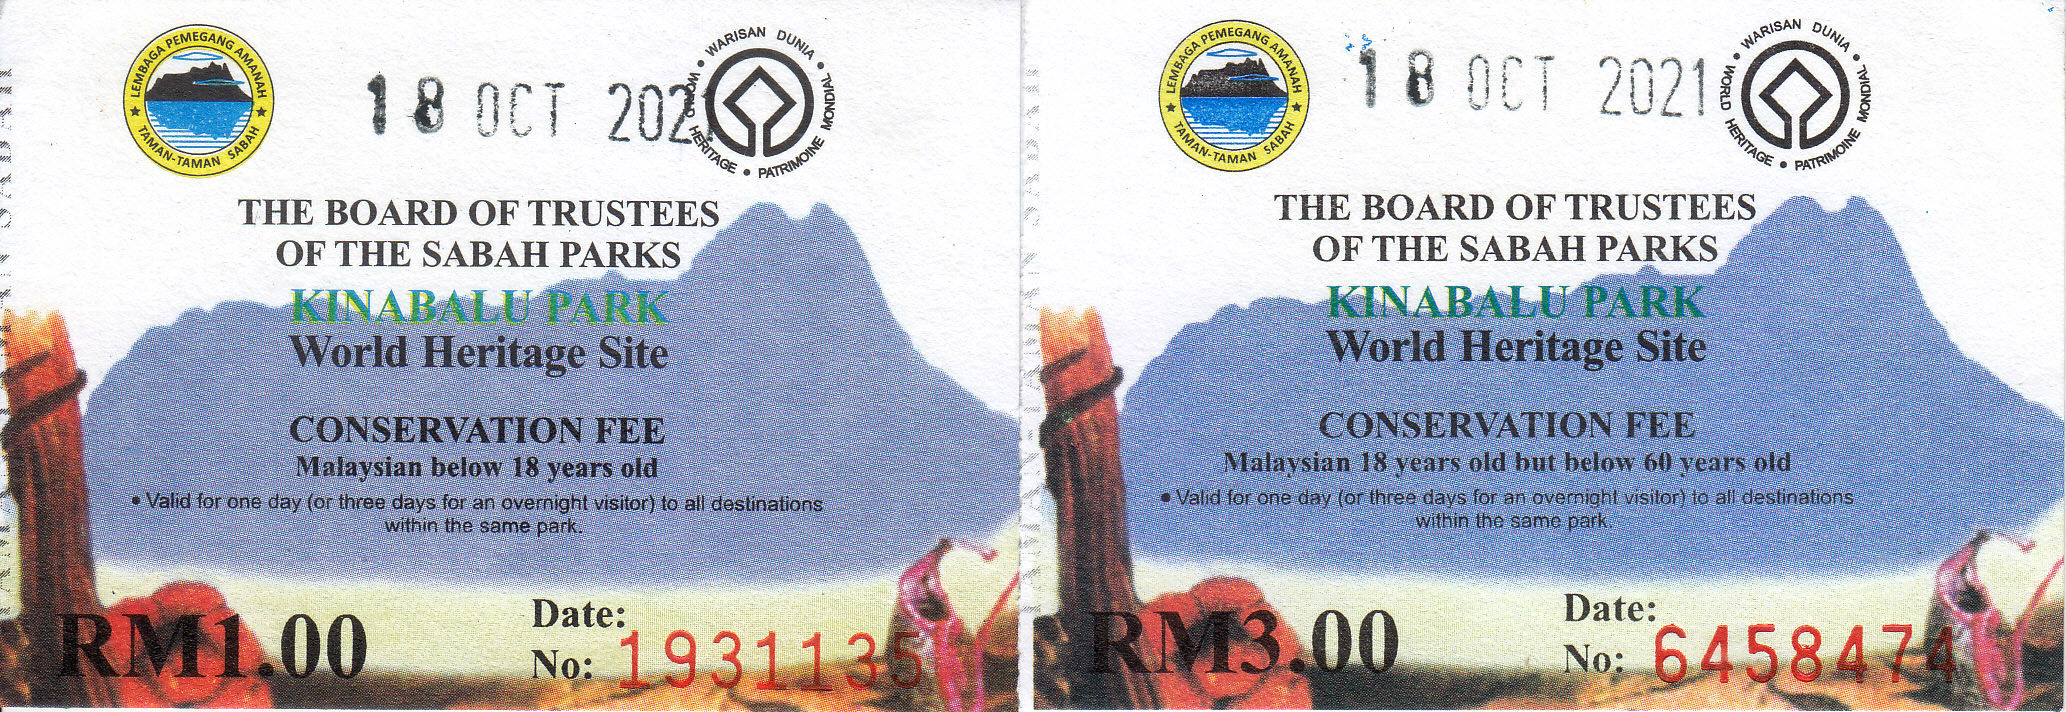 LEMBAGA PEMEGANG AMANAH
★ TAMAN-TAMAN SABAH ★
18 OCT 2021
• WARISAN DUNIA • WORLD HERITAGE • PATRIMOINE MONDIAL
THE BOARD OF TRUSTEES
OF THE SABAH PARKS
KINABALU PARK
World Heritage Site
CONSERVATION FEE
Malaysian below 18 years old
• Valid for one day (or three days for an overnight visitor) to all destinations
within the same park.
RM1.00
Date:
No: 1931135
LEMBAGA PEMEGANG AMANAH
★ TAMAN-TAMAN SABAH ★
18 OCT 2021
• WARISAN DUNIA • WORLD HERITAGE • PATRIMOINE MONDIAL
THE BOARD OF TRUSTEES
OF THE SABAH PARKS
KINABALU PARK
World Heritage Site
CONSERVATION FEE
Malaysian 18 years old but below 60 years old
• Valid for one day (or three days for an overnight visitor) to all destinations
within the same park.
RM3.00
Date:
No: 6458474